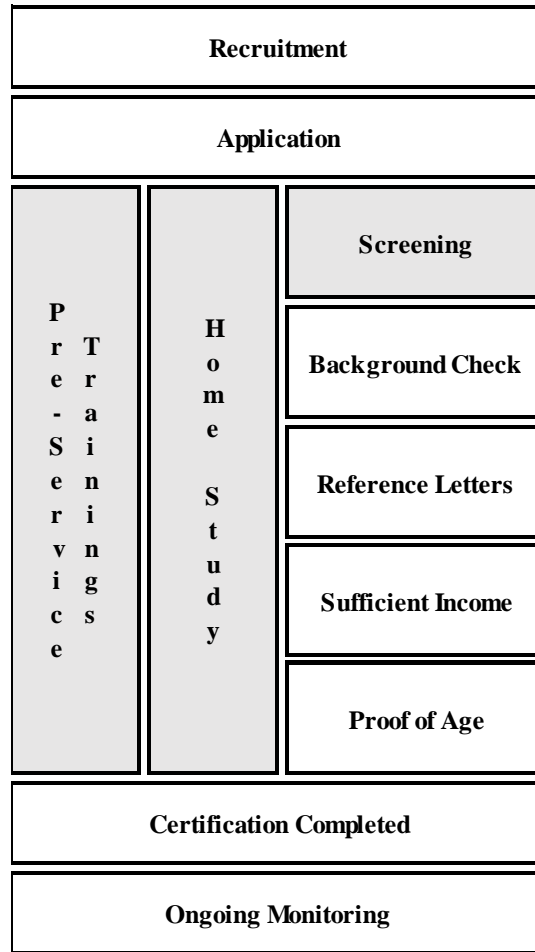 Recruitment
Application
Pre-Service
Trainings
Home Study
Screening
Background Check
Reference Letters
Sufficient Income
Proof of Age
Certification Completed
Ongoing Monitoring